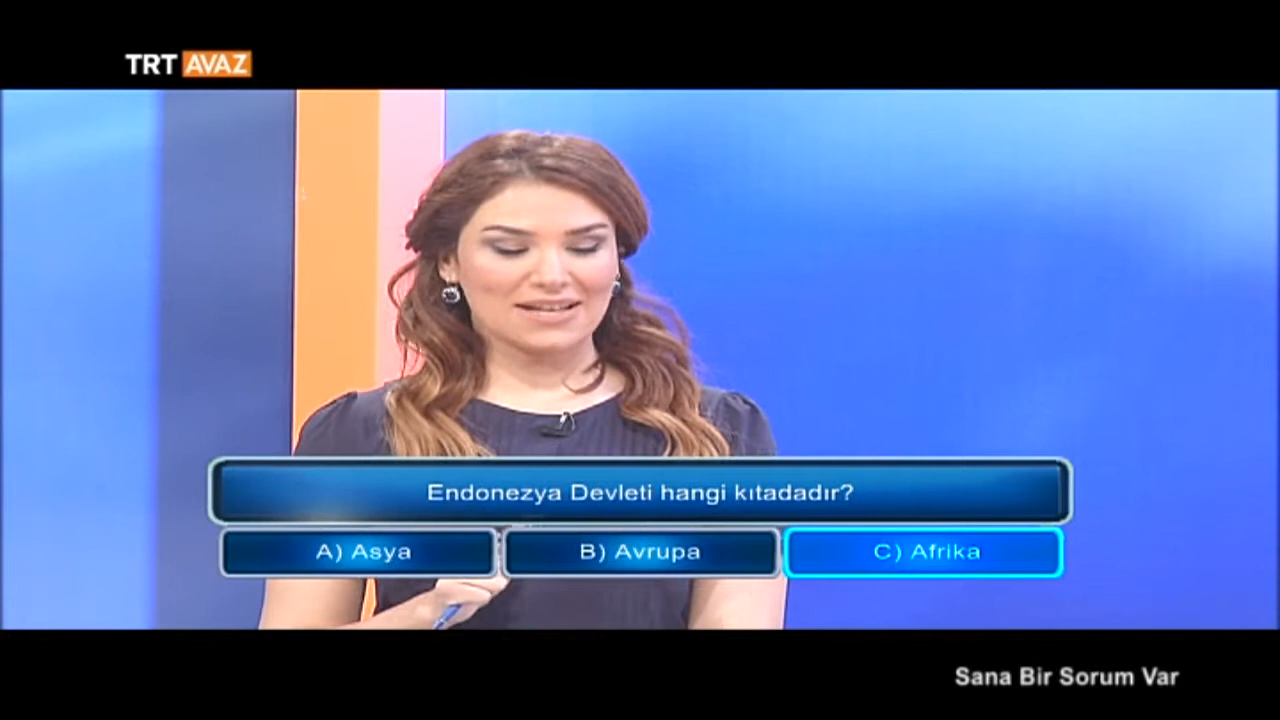 TRT AVAZ
Endonezya Devleti hangi kıtadadır?
A) Asya
B) Avrupa
C) Afrika
Sana Bir Sorum Var